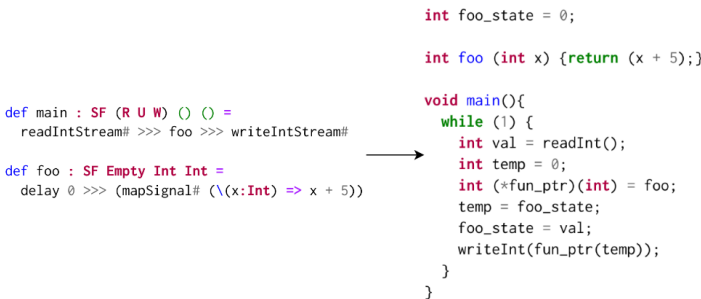 def main : SF (R U W) () () =
  readIntStream# >>> foo >>> writeIntStream#
def foo : SF Empty Int Int =
  delay 0 >>> (mapSignal# (\(x:Int) => x + 5))
int foo_state = 0;
int foo (int x) {return (x + 5);}
void main(){
  while (1) {
    int val = readInt();
    int temp = 0;
    int (*fun_ptr)(int) = foo;
    temp = foo_state;
    foo_state = val;
    writeInt(fun_ptr(temp));
  }
}